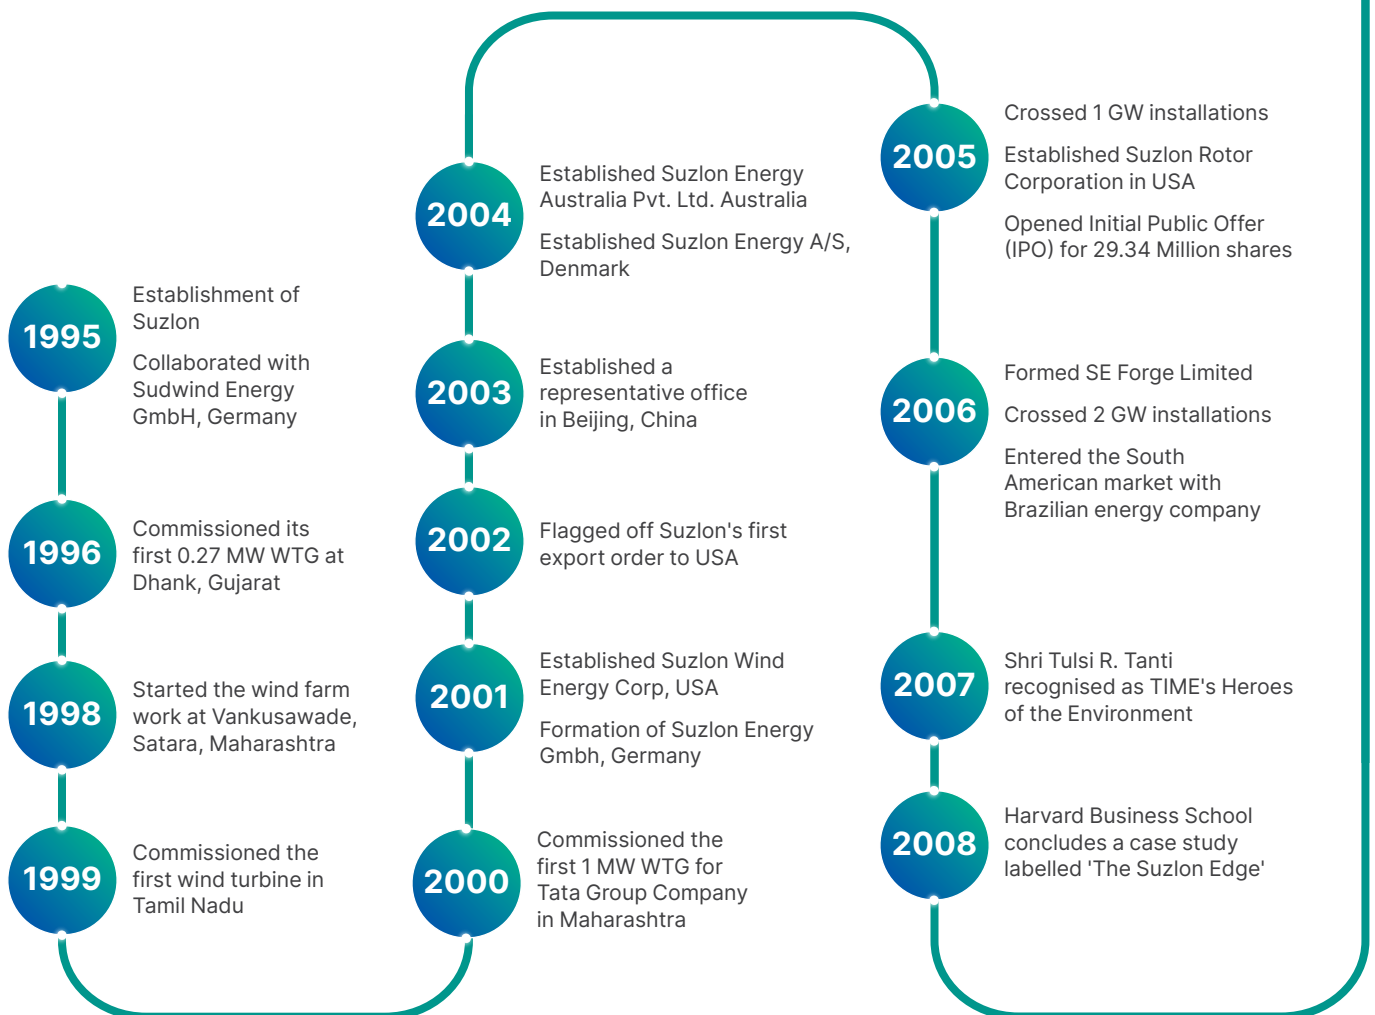 1995
Establishment of
Suzlon
Collaborated with
Sudwind Energy
GmbH, Germany
1996
Commissioned its
first 0.27 MW WTG at
Dhank, Gujarat
1998
Started the wind farm
work at Vankusawade,
Satara, Maharashtra
1999
Commissioned the
first wind turbine in
Tamil Nadu
2000
Commissioned the
first 1 MW WTG for
Tata Group Company
in Maharashtra
2001
Established Suzlon Wind
Energy Corp, USA
Formation of Suzlon Energy
Gmbh, Germany
2002
Flagged off Suzlon's first
export order to USA
2003
Established a
representative office
in Beijing, China
2004
Established Suzlon Energy
Australia Pvt. Ltd. Australia
Established Suzlon Energy A/S,
Denmark
2005
Crossed 1 GW installations
Established Suzlon Rotor
Corporation in USA
Opened Initial Public Offer
(IPO) for 29.34 Million shares
2006
Formed SE Forge Limited
Crossed 2 GW installations
Entered the South
American market with
Brazilian energy company
2007
Shri Tulsi R. Tanti
recognised as TIME's Heroes
of the Environment
2008
Harvard Business School
concludes a case study
labelled 'The Suzlon Edge'